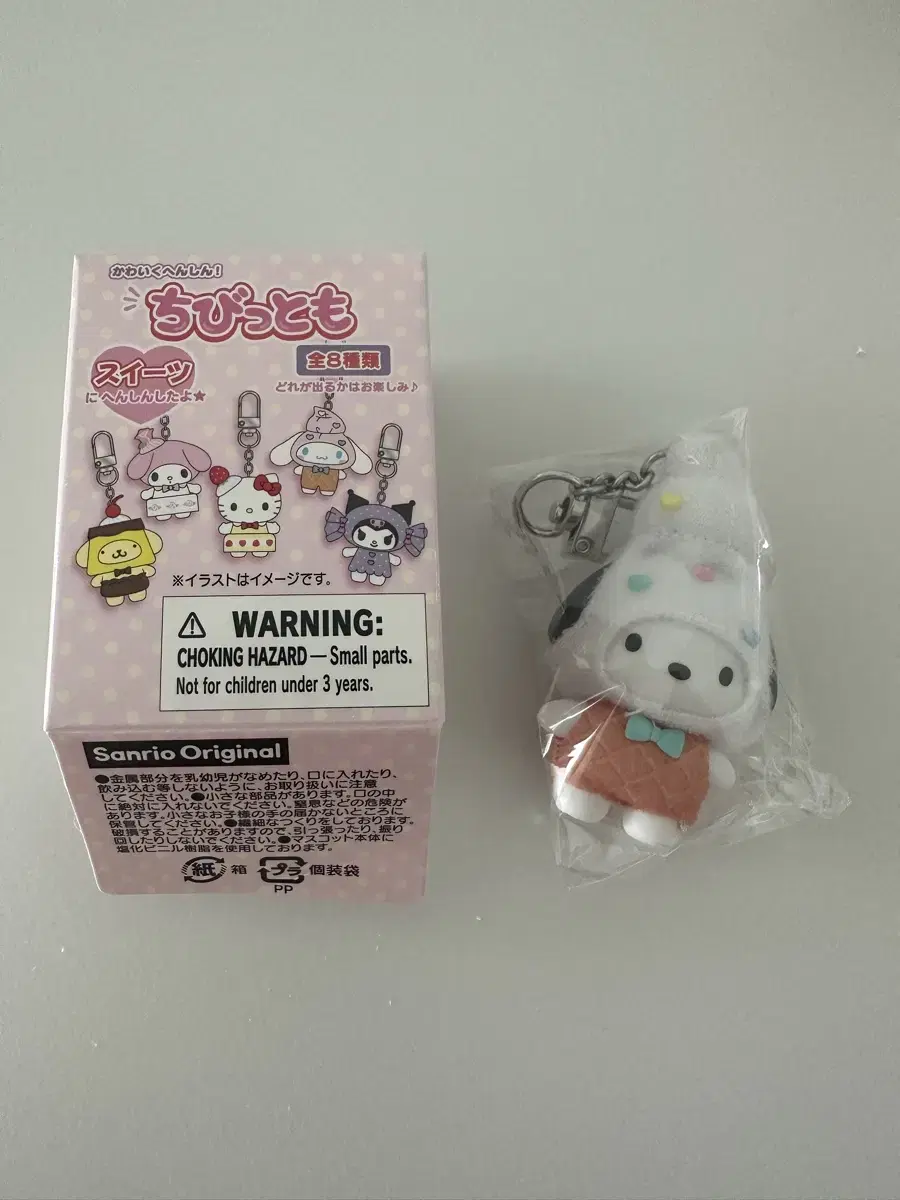 かわいくへんしん!
ちびっとも
スイーツ
にへんしんしたよ★
全8種類
どれが出るかはお楽しみ♪
※イラストはイメージです。
WARNING:
CHOKING HAZARD — Small parts.
Not for children under 3 years.
Sanrio Original
●金属部分を乳幼児がなめたり、口に入れたり、
飲み込む等しないように、お取り扱いに注意
してください。●小さな部品があります。口の中
に絶対に入れないでください。窒息などの危険が
あります。小さなお子様の手の届かないところに
保管してください。●繊細なつくりをしております。
破損することがありますので、引っ張ったり、振り
回したりしないでください。●マスコット本体に
塩化ビニル樹脂を使用しております。
紙 箱 プラ 個装袋
PP